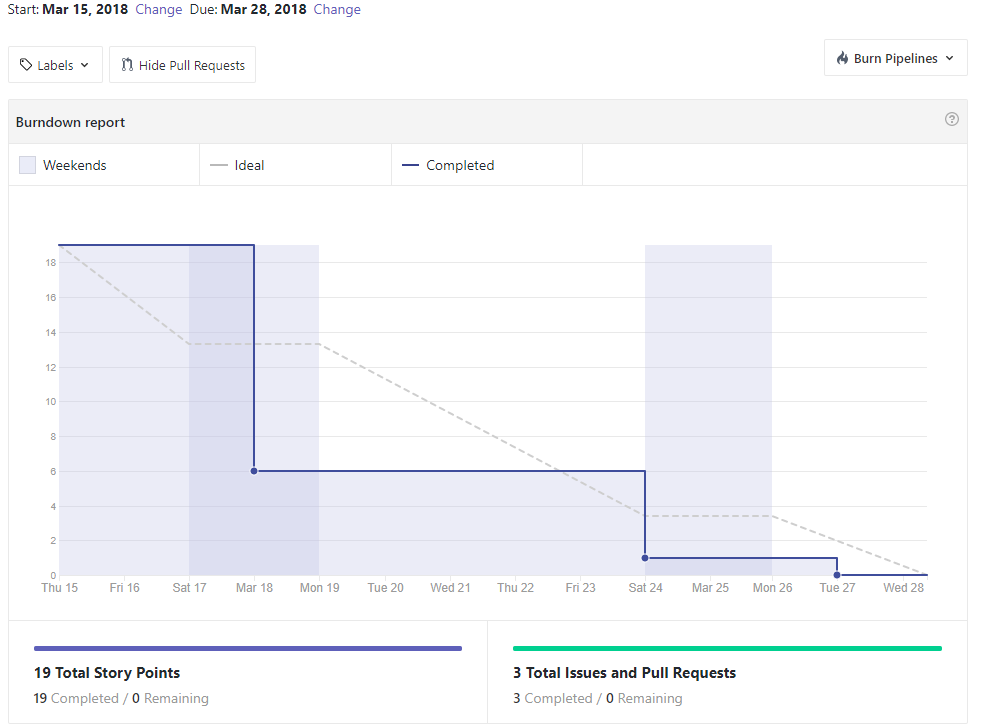 Start: Mar 15, 2018 Change Due: Mar 28, 2018 Change
Labels Hide Pull Requests Burn Pipelines
Burndown report ?
Weekends Ideal Completed
18
16
14
12
10
8
6
4
2
0
Thu 15 Fri 16 Sat 17 Mar 18 Mon 19 Tue 20 Wed 21 Thu 22 Fri 23 Sat 24 Mar 25 Mon 26 Tue 27 Wed 28
19 Total Story Points 3 Total Issues and Pull Requests
19 Completed / 0 Remaining 3 Completed / 0 Remaining